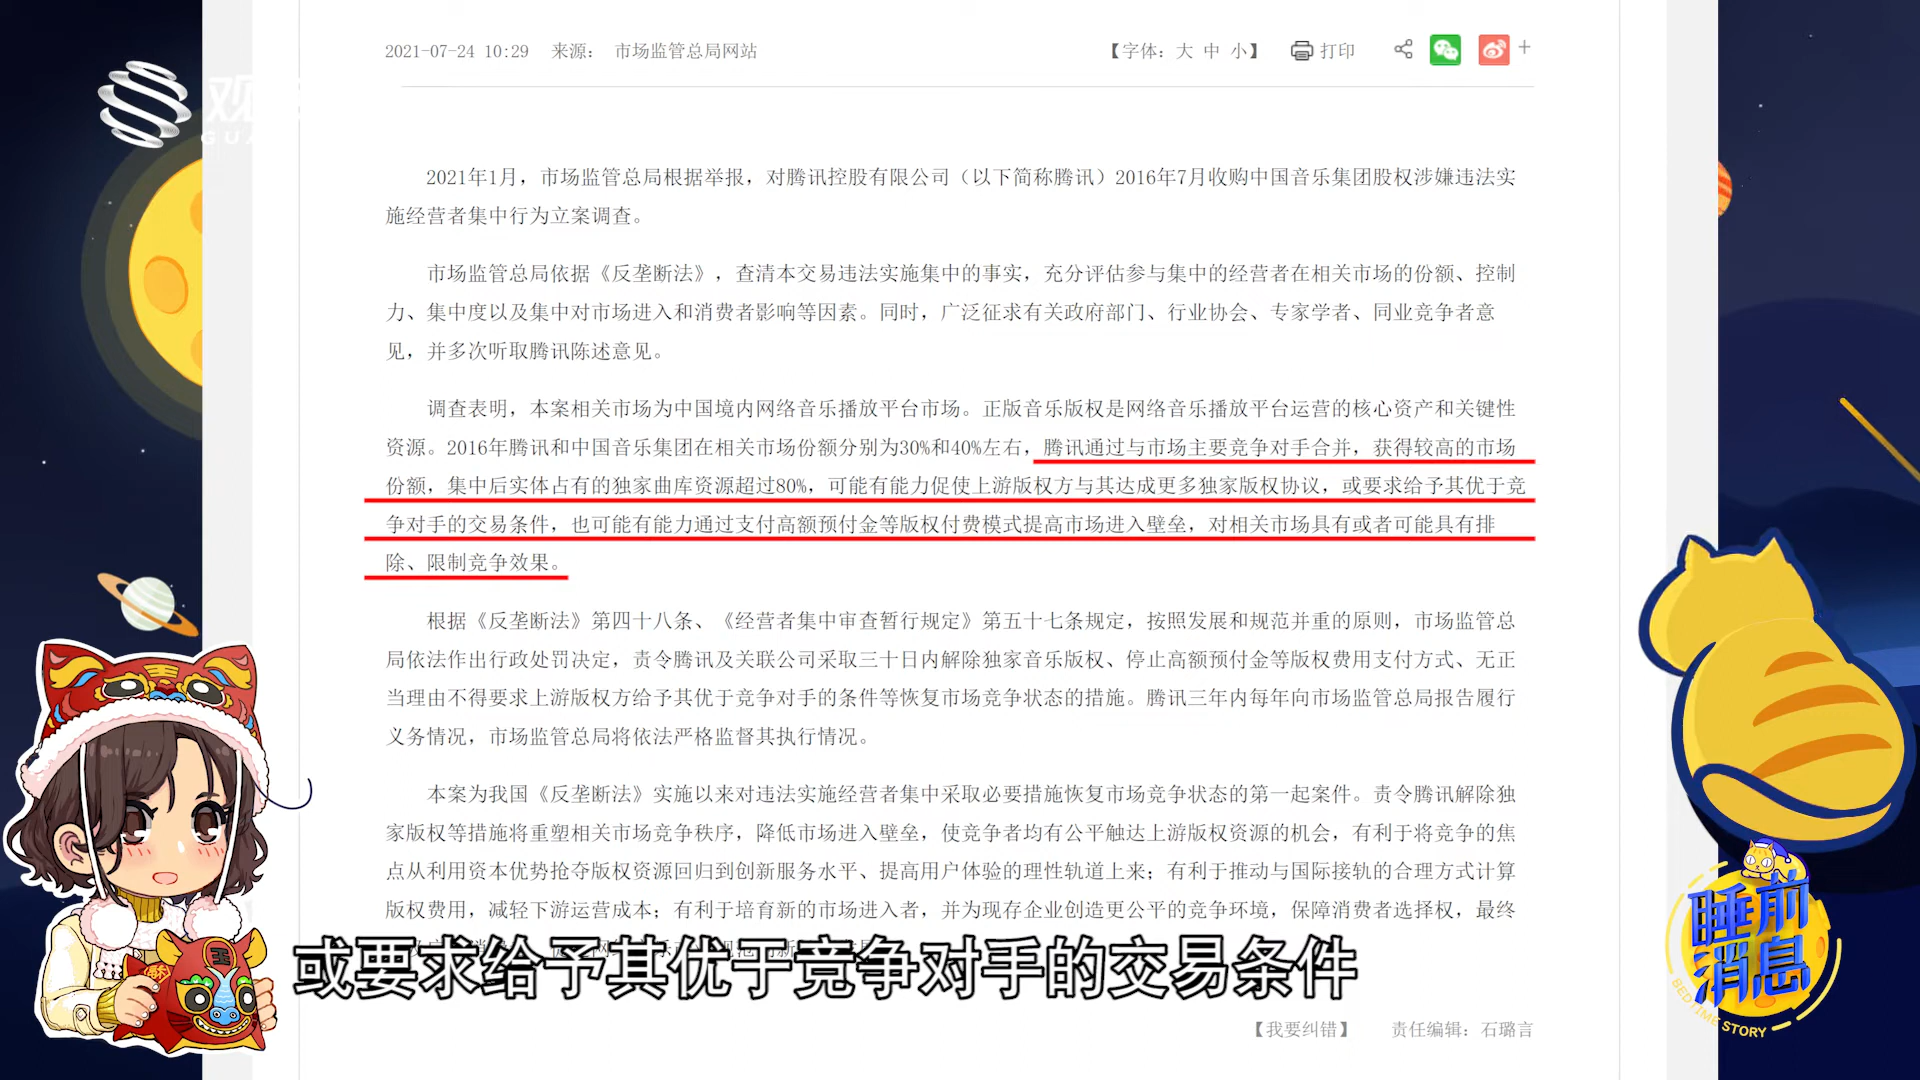 2021-07-24 10:29 来源： 市场监管总局网站 【字体：大 中 小】 打印
观
GUA
2021年1月，市场监管总局根据举报，对腾讯控股有限公司（以下简称腾讯）2016年7月收购中国音乐集团股权涉嫌违法实
施经营者集中行为立案调查。
市场监管总局依据《反垄断法》，查清本交易违法实施集中的事实，充分评估参与集中的经营者在相关市场的份额、控制
力、集中度以及集中对市场进入和消费者影响等因素。同时，广泛征求有关政府部门、行业协会、专家学者、同业竞争者意
见，并多次听取腾讯陈述意见。
调查表明，本案相关市场为中国境内网络音乐播放平台市场。正版音乐版权是网络音乐播放平台运营的核心资产和关键性
资源。2016年腾讯和中国音乐集团在相关市场份额分别为30%和40%左右，腾讯通过与市场主要竞争对手合并，获得较高的市场
份额，集中后实体占有的独家曲库资源超过80%，可能有能力促使上游版权方与其达成更多独家版权协议，或要求给予其优于竞
争对手的交易条件，也可能有能力通过支付高额预付金等版权付费模式提高市场进入壁垒，对相关市场具有或者可能具有排
除、限制竞争效果。
根据《反垄断法》第四十八条、《经营者集中审查暂行规定》第五十七条规定，按照发展和规范并重的原则，市场监管总
局依法作出行政处罚决定，责令腾讯及关联公司采取三十日内解除独家音乐版权、停止高额预付金等版权费用支付方式、无正
当理由不得要求上游版权方给予其优于竞争对手的条件等恢复市场竞争状态的措施。腾讯三年内每年向市场监管总局报告履行
义务情况，市场监管总局将依法严格监督其执行情况。
本案为我国《反垄断法》实施以来对违法实施经营者集中采取必要措施恢复市场竞争状态的第一起案件。责令腾讯解除独
家版权等措施将重塑相关市场竞争秩序，降低市场进入壁垒，使竞争者均有公平触达上游版权资源的机会，有利于将竞争的焦
点从利用资本优势抢夺版权资源回归到创新服务水平、提高用户体验的理性轨道上来；有利于推动与国际接轨的合理方式计算
版权费用，减轻下游运营成本；有利于培育新的市场进入者，并为现存企业创造更公平的竞争环境，保障消费者选择权，最终
或要求给予其优于竞争对手的交易条件
【我要纠错】 责任编辑：石璐言
睡前
消息
BEDTIME STORY